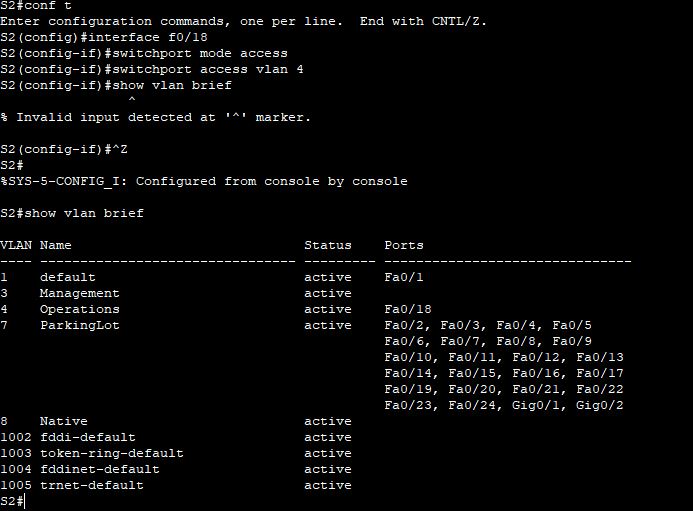 S2#conf t
Enter configuration commands, one per line.  End with CNTL/Z.
S2(config)#interface f0/18
S2(config-if)#switchport mode access
S2(config-if)#switchport access vlan 4
S2(config-if)#show vlan brief
                ^
% Invalid input detected at '^' marker.

S2(config-if)#^Z
S2#
%SYS-5-CONFIG_I: Configured from console by console

S2#show vlan brief

VLAN Name                             Status    Ports
---- -------------------------------- --------- -------------------------------
1    default                          active    Fa0/1
3    Management                       active
4    Operations                       active    Fa0/18
7    ParkingLot                       active    Fa0/2, Fa0/3, Fa0/4, Fa0/5
                                                Fa0/6, Fa0/7, Fa0/8, Fa0/9
                                                Fa0/10, Fa0/11, Fa0/12, Fa0/13
                                                Fa0/14, Fa0/15, Fa0/16, Fa0/17
                                                Fa0/19, Fa0/20, Fa0/21, Fa0/22
                                                Fa0/23, Fa0/24, Gig0/1, Gig0/2
8    Native                           active
1002 fddi-default                     active
1003 token-ring-default               active
1004 fddinet-default                  active
1005 trnet-default                    active
S2#